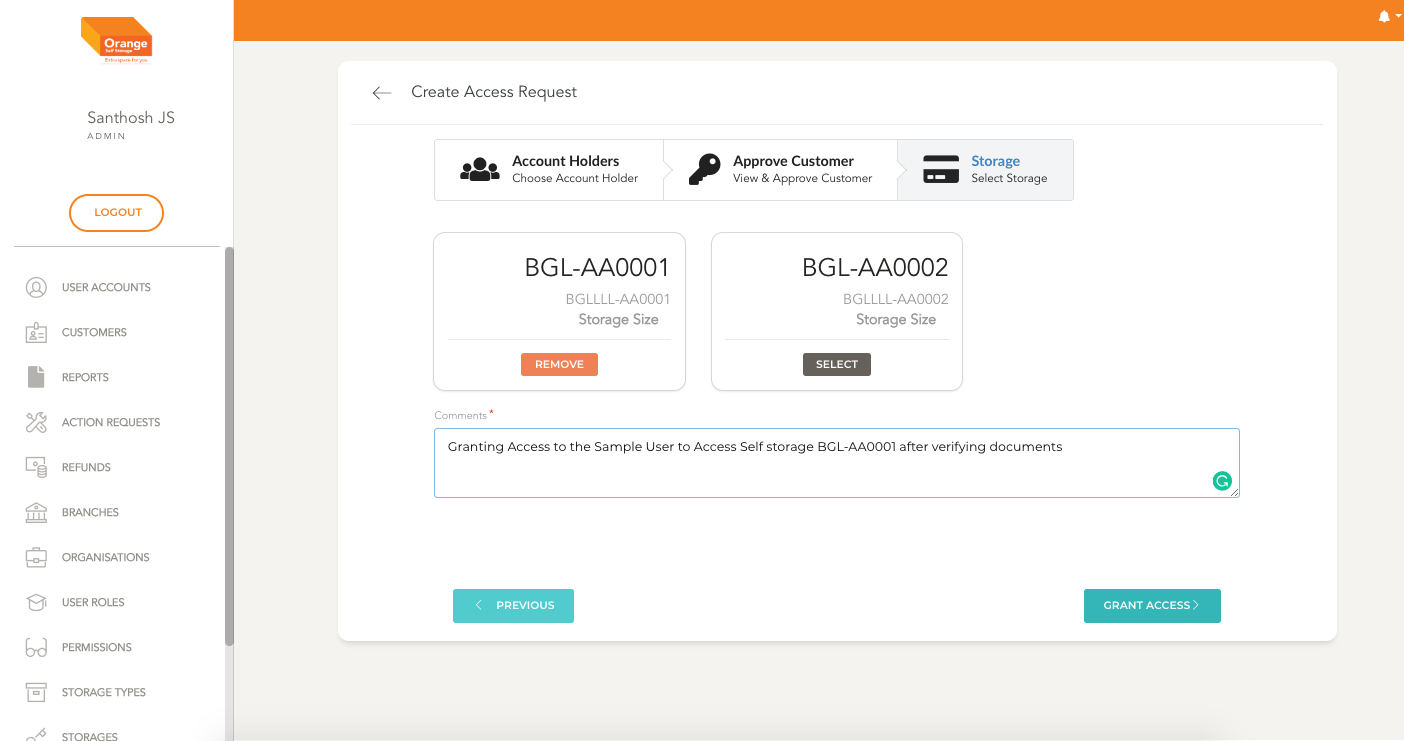 Orange
Self Storage
Extra space for you
Santhosh JS
ADMIN
LOGOUT
USER ACCOUNTS
CUSTOMERS
REPORTS
ACTION REQUESTS
REFUNDS
BRANCHES
ORGANISATIONS
USER ROLES
PERMISSIONS
STORAGE TYPES
STORAGES
Create Access Request
Account Holders
Choose Account Holder
Approve Customer
View & Approve Customer
Storage
Select Storage
BGL-AA0001
BGLLLL-AA0001
Storage Size
REMOVE
BGL-AA0002
BGLLLL-AA0002
Storage Size
SELECT
Comments *
Granting Access to the Sample User to Access Self storage BGL-AA0001 after verifying documents
PREVIOUS
GRANT ACCESS